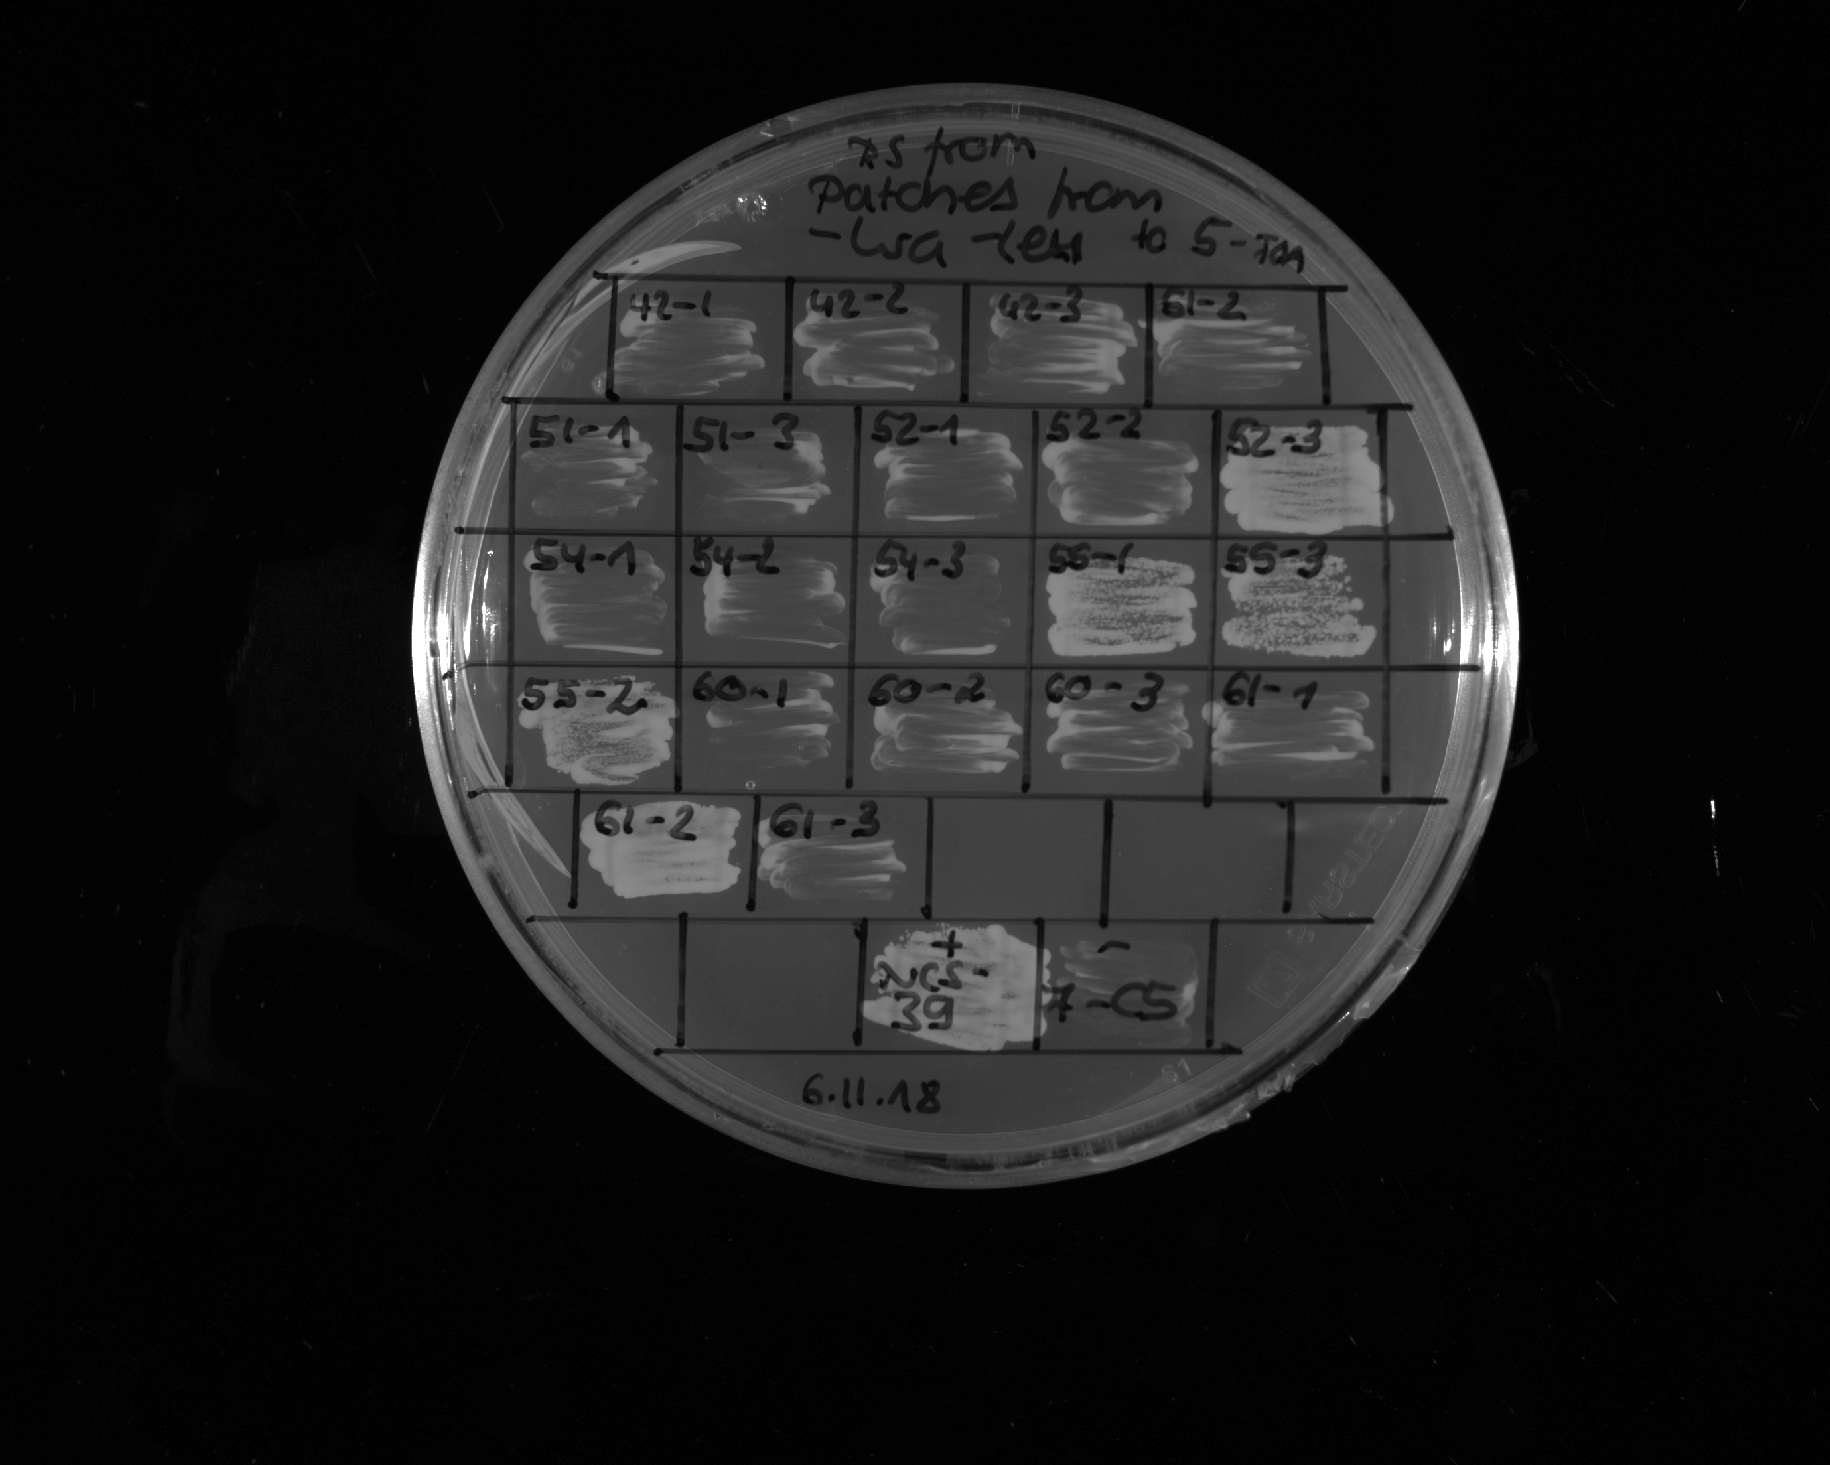 from
Patches from
to 5-
42-1 42-2 42-3 61-2
51-1 51-3 52-1 52-2 52-3
54-1 54-2 54-3 55-1 55-3
55-2 60-1 60-2 60-3 61-1
61-2 61-3
+ -
39 7-C5
6.11.18